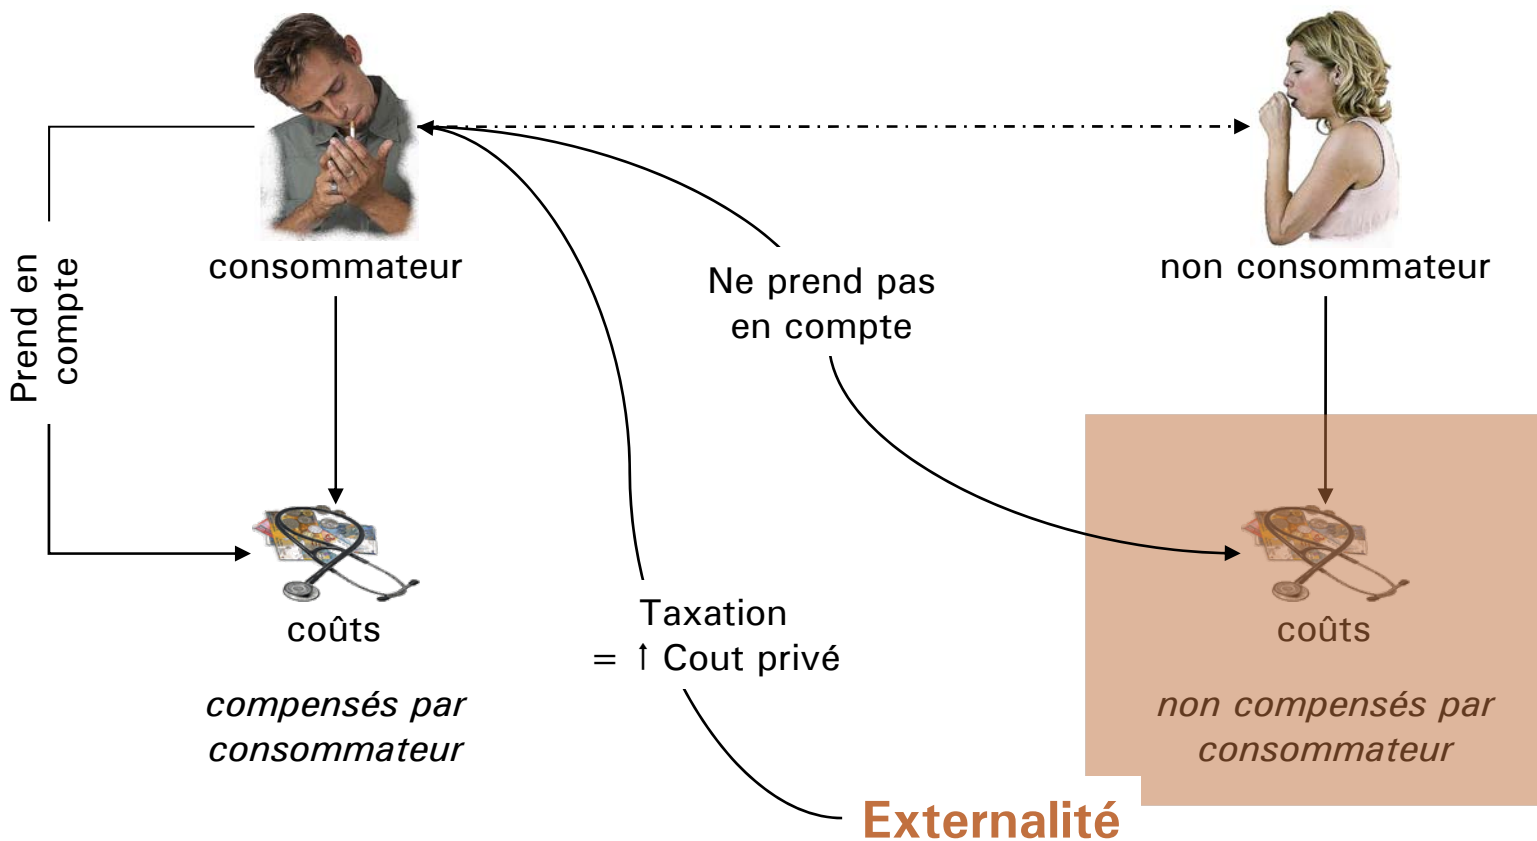 consommateur
non consommateur
Prend en
compte
Ne prend pas
en compte
coûts
compensés par
consommateur
Taxation
= ↑ Cout privé
coûts
non compensés par
consommateur
Externalité